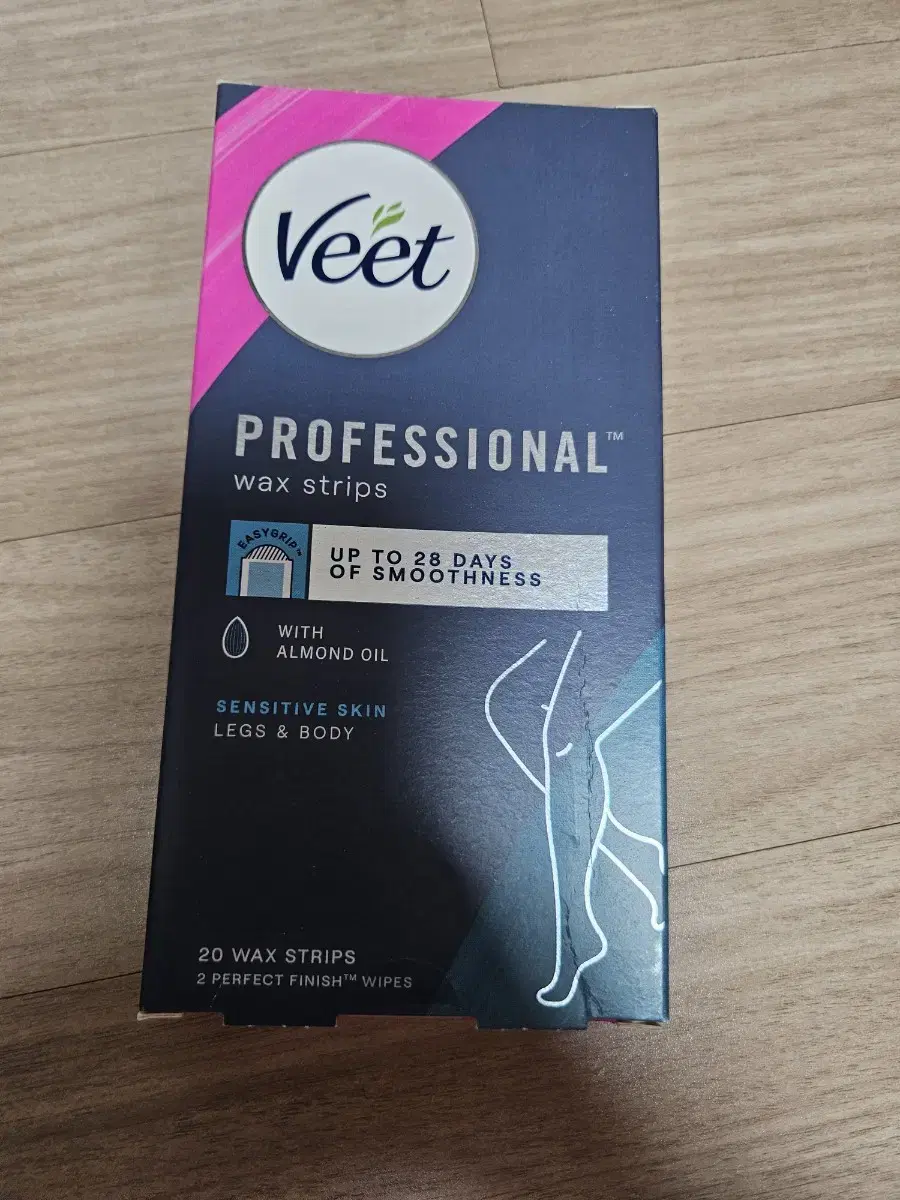 Veet
PROFESSIONAL™
wax strips
EASYGRIP™
UP TO 28 DAYS
OF SMOOTHNESS
WITH
ALMOND OIL
SENSITIVE SKIN
LEGS & BODY
20 WAX STRIPS
2 PERFECT FINISH™ WIPES